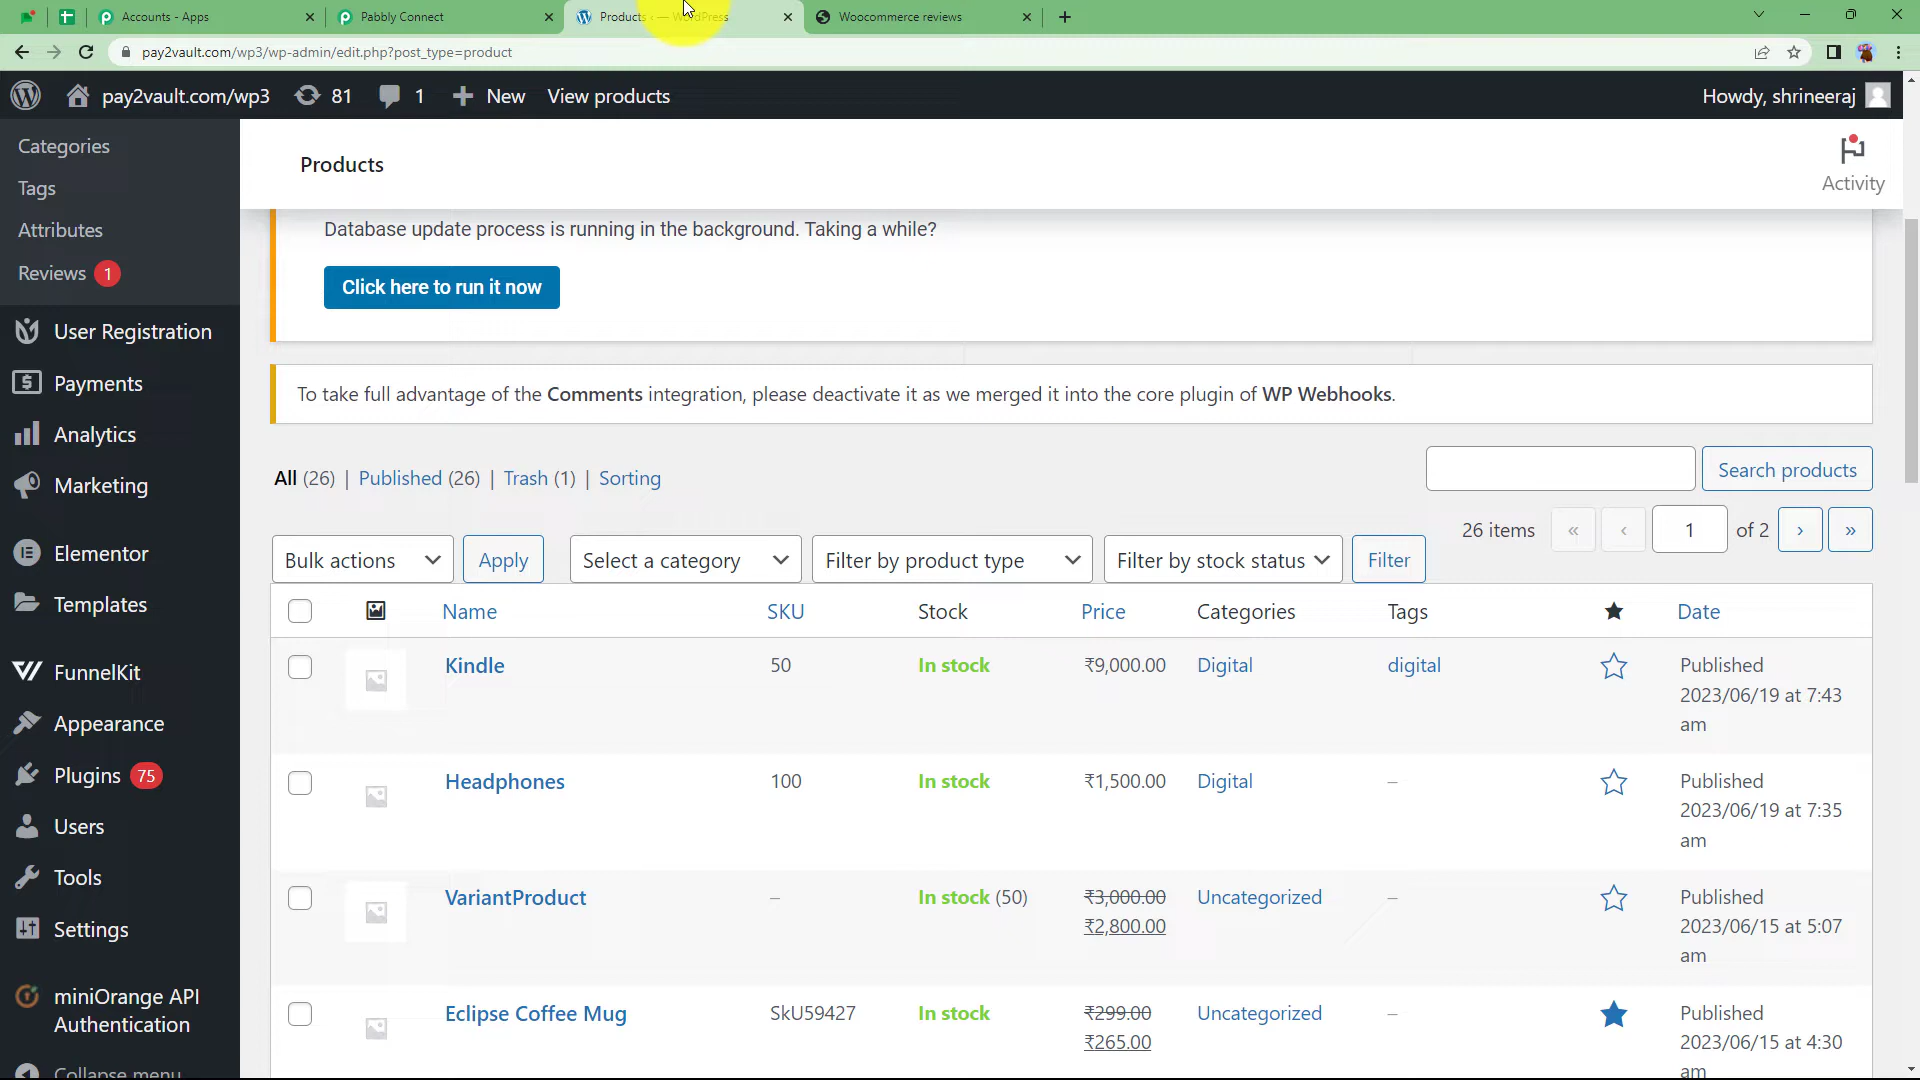 Accounts - Apps
Pabbly Connect
Products ‹ — WordPress
Woocommerce reviews
pay2vault.com/wp3/wp-admin/edit.php?post_type=product
pay2vault.com/wp3
81
1
New
View products
Howdy, shrineeraj
Categories
Tags
Attributes
Reviews 1
User Registration
Payments
Analytics
Marketing
Elementor
Templates
FunnelKit
Appearance
Plugins 75
Users
Tools
Settings
miniOrange API
Authentication
Collapse menu
Products
Activity
Database update process is running in the background. Taking a while?
Click here to run it now
To take full advantage of the Comments integration, please deactivate it as we merged it into the core plugin of WP Webhooks.
All (26) | Published (26) | Trash (1) | Sorting
Search products
26 items « ‹ 1 of 2 › »
Bulk actions Apply Select a category Filter by product type Filter by stock status Filter
Name SKU Stock Price Categories Tags Date
Kindle 50 In stock ₹9,000.00 Digital digital Published
2023/06/19 at 7:43
am
Headphones 100 In stock ₹1,500.00 Digital – Published
2023/06/19 at 7:35
am
VariantProduct – In stock (50) ₹3,000.00 Uncategorized – Published
₹2,800.00 2023/06/15 at 5:07
am
Eclipse Coffee Mug SkU59427 In stock ₹299.00 Uncategorized – Published
₹265.00 2023/06/15 at 4:30
am